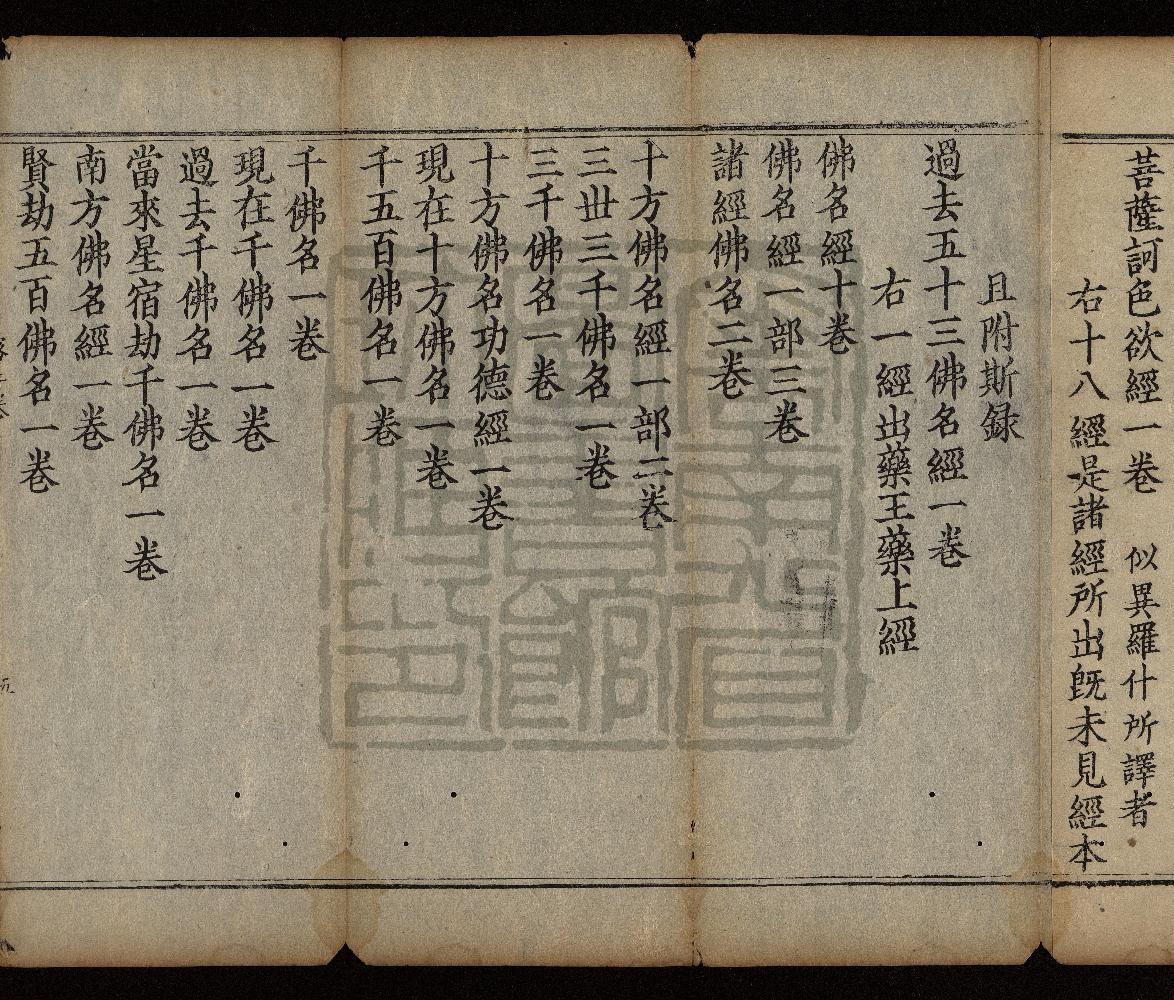 菩薩訶色欲經一卷　似異羅什所譯者
右十八經是諸經所出旣未見經本
且附斯録
過去五十三佛名經一卷
右一經出藥王藥上經
佛名經十卷
佛名經一部三卷
諸經佛名二卷
十方佛名經一部二卷
三世三千佛名一卷
三千佛名一卷
十方佛名功德經一卷
現在十方佛名一卷
千五百佛名一卷
千佛名一卷
現在千佛名一卷
過去千佛名一卷
當來星宿劫千佛名一卷
南方佛名經一卷
賢劫五百佛名一卷